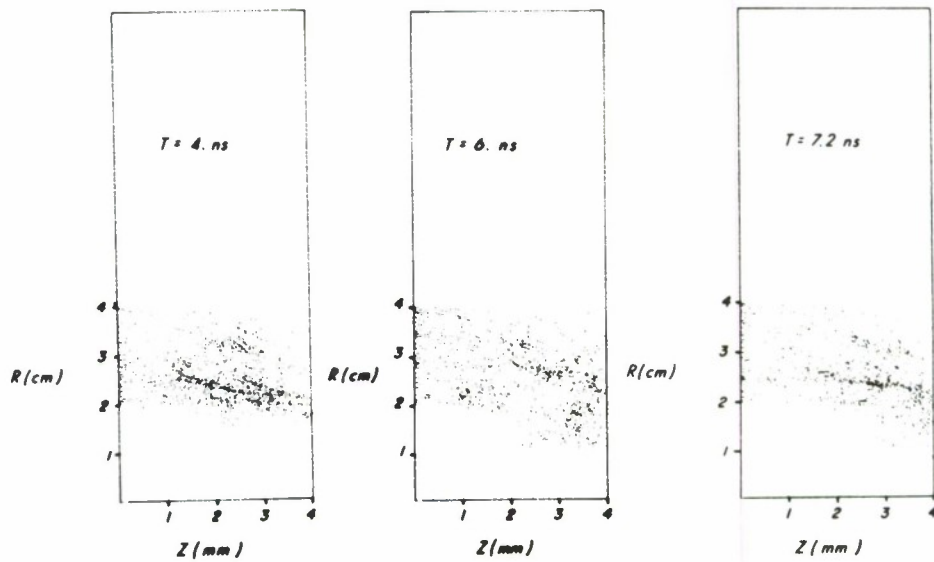 T = 4. ns
4
3
R (cm)
2
1
1 2 3 4
Z (mm)
T = 6. ns
4
3
R (cm)
2
1
1 2 3 4
Z (mm)
T = 7.2 ns
4
3
R (cm)
2
1
1 2 3 4
Z (mm)